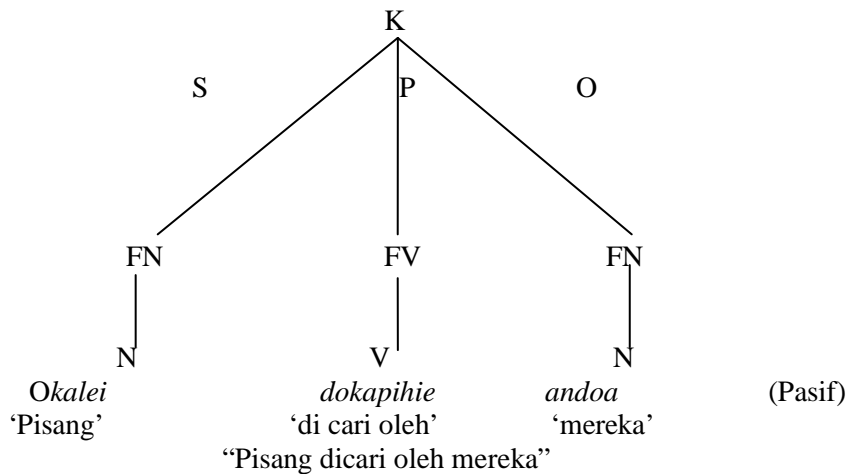 K
S P O
FN FV FN
N V N
Okalei dokapihie andoa (Pasif)
‘Pisang’ ‘di cari oleh’ ‘mereka’
“Pisang dicari oleh mereka”